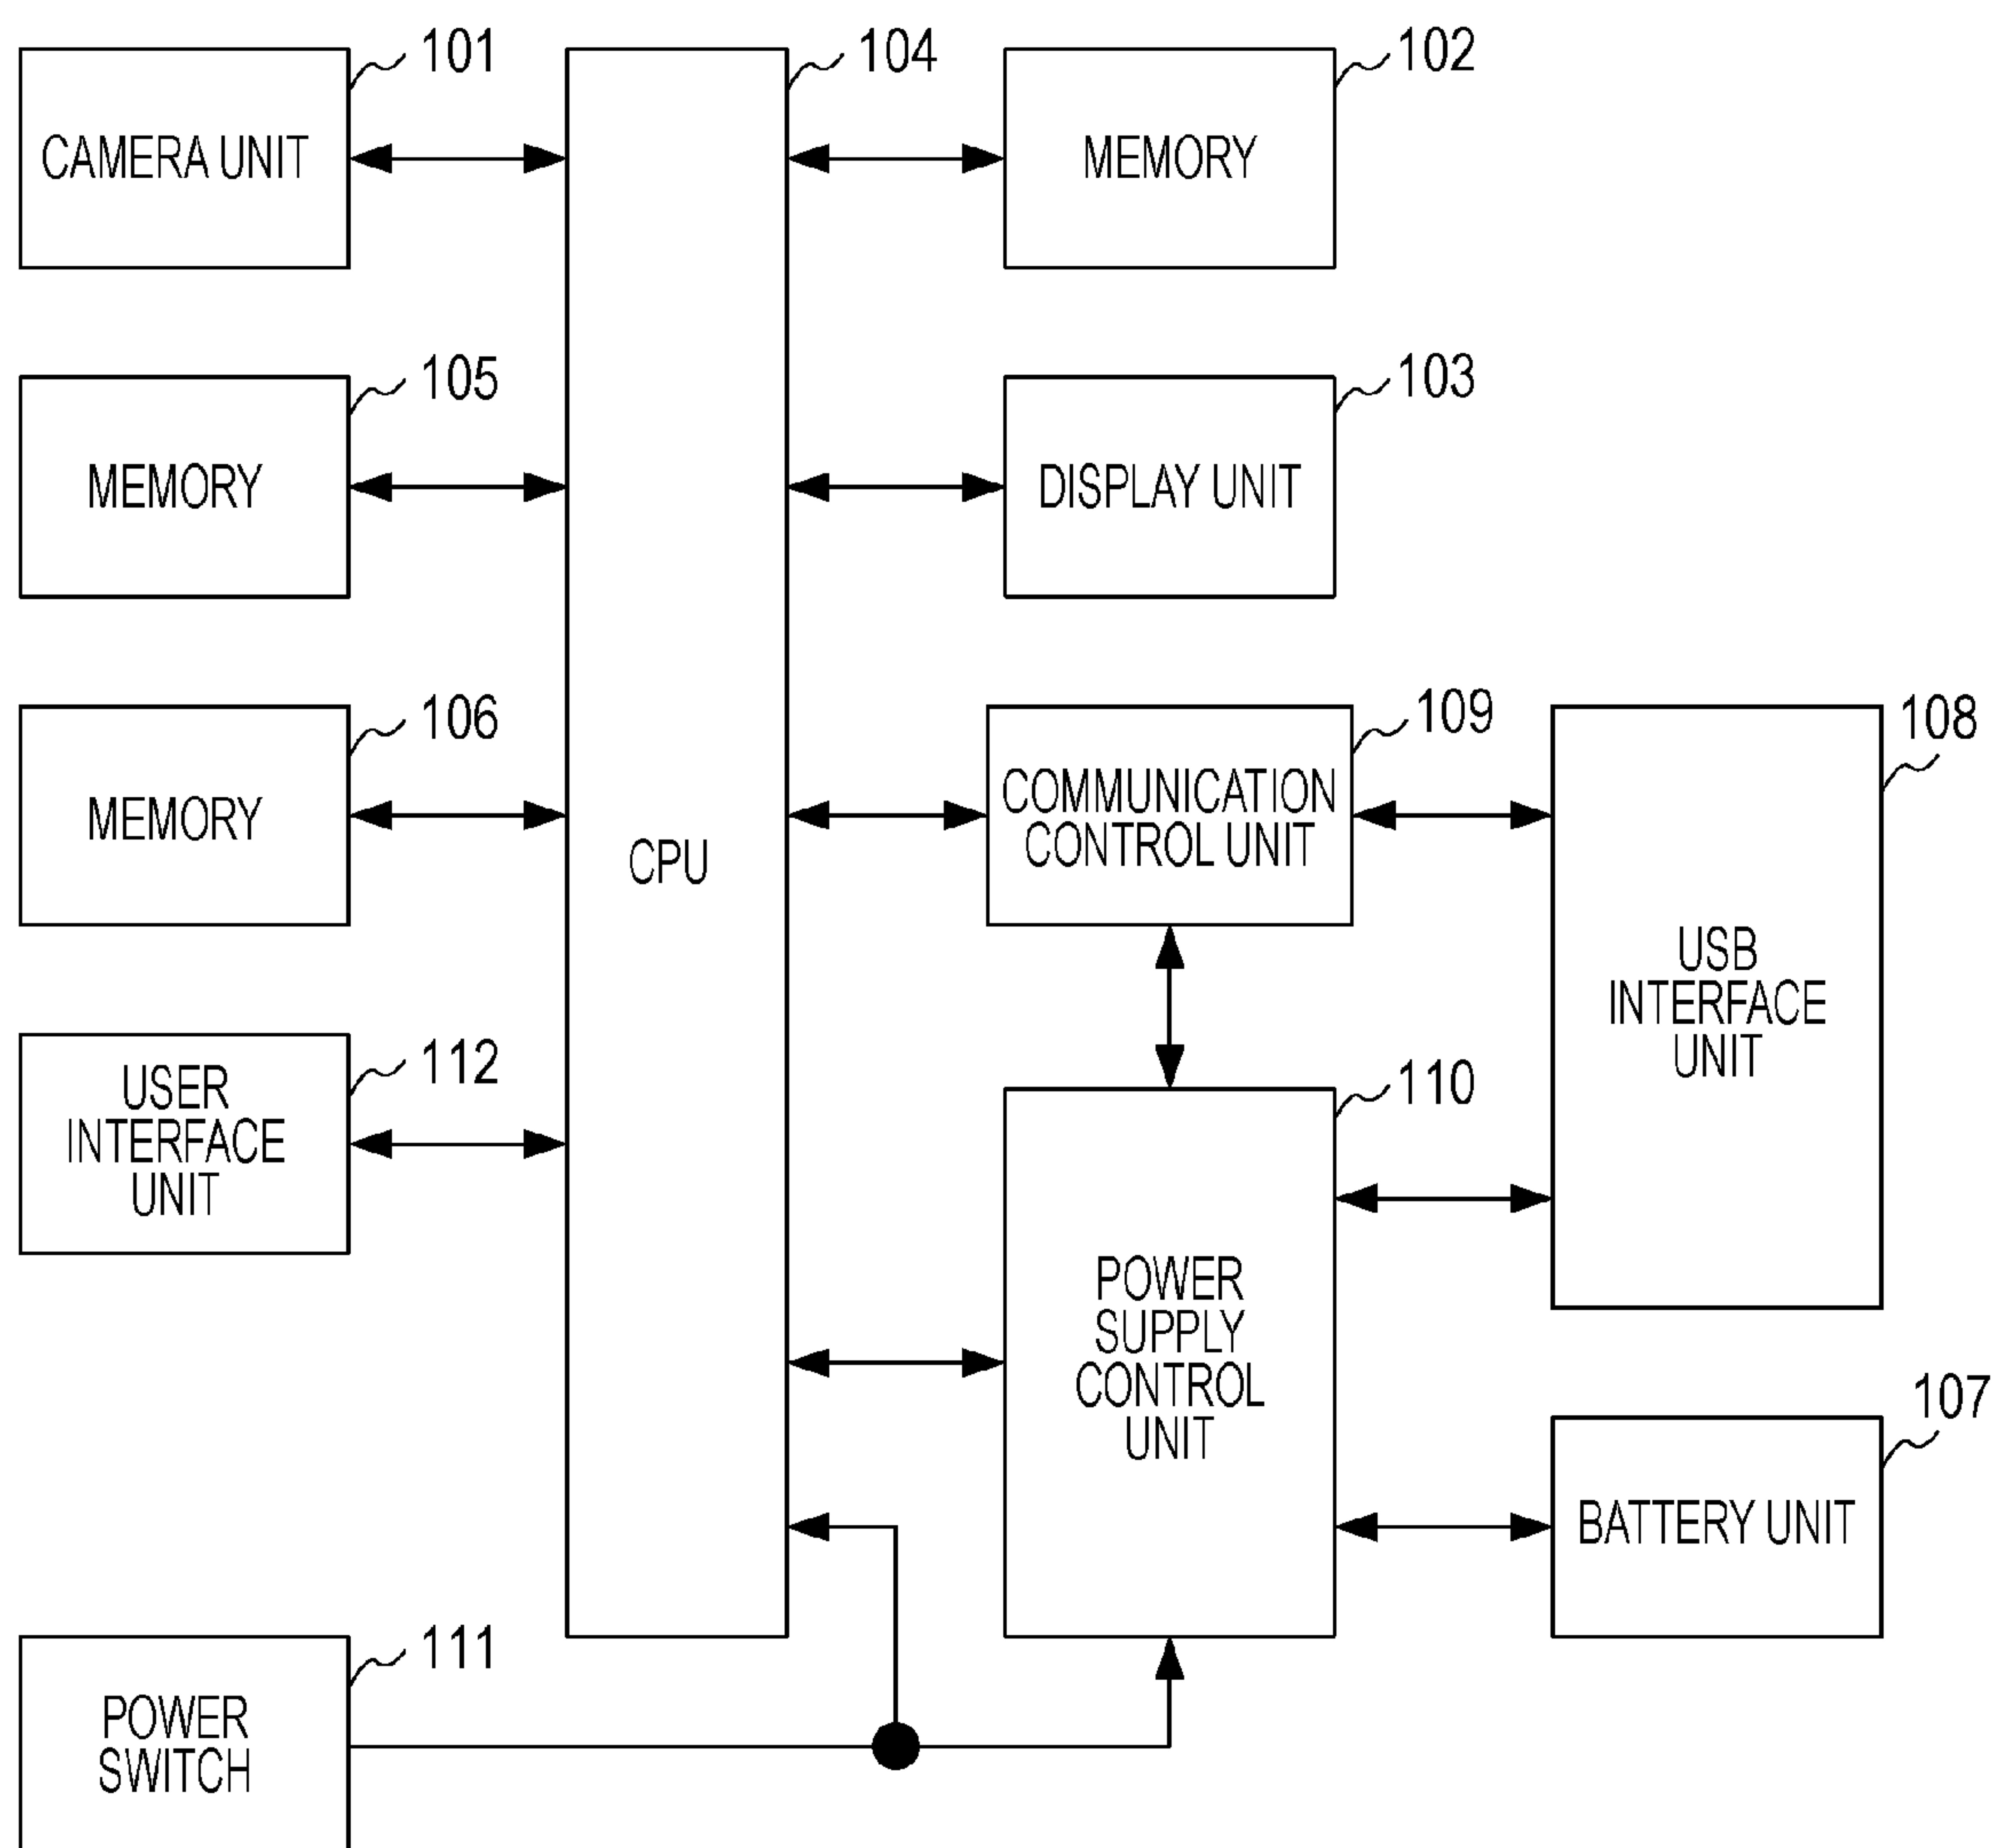 101
CAMERA UNIT
104
102
MEMORY
105
MEMORY
103
DISPLAY UNIT
106
MEMORY
CPU
109
COMMUNICATION
CONTROL UNIT
108
USB
INTERFACE
UNIT
112
USER
INTERFACE
UNIT
110
POWER
SUPPLY
CONTROL
UNIT
107
BATTERY UNIT
111
POWER
SWITCH